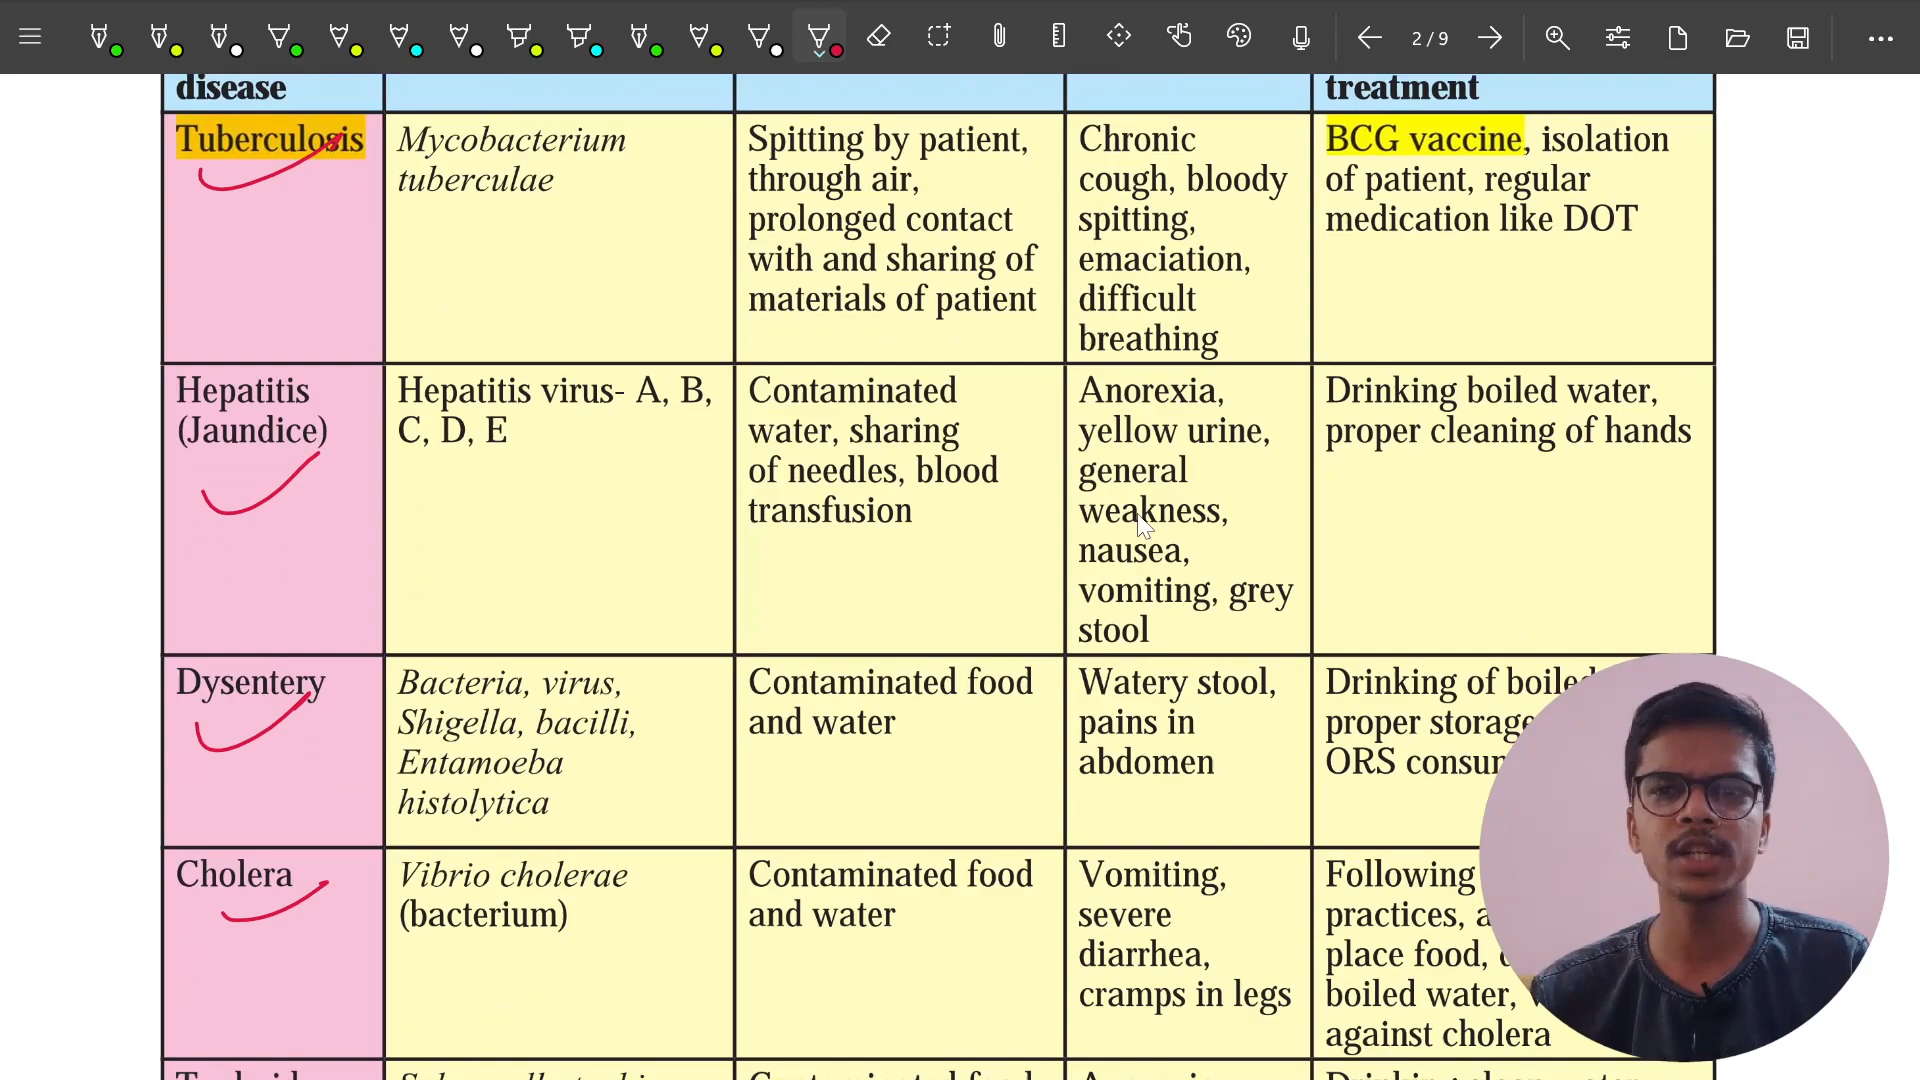 2 / 9
disease
treatment
Tuberculosis
Mycobacterium
tuberculae
Spitting by patient,
through air,
prolonged contact
with and sharing of
materials of patient
Chronic
cough, bloody
spitting,
emaciation,
difficult
breathing
BCG vaccine, isolation
of patient, regular
medication like DOT
Hepatitis
(Jaundice)
Hepatitis virus- A, B,
C, D, E
Contaminated
water, sharing
of needles, blood
transfusion
Anorexia,
yellow urine,
general
weakness,
nausea,
vomiting, grey
stool
Drinking boiled water,
proper cleaning of hands
Dysentery
Bacteria, virus,
Shigella, bacilli,
Entamoeba
histolytica
Contaminated food
and water
Watery stool,
pains in
abdomen
Drinking of boiled
proper storage
ORS
Cholera
Vibrio cholerae
(bacterium)
Contaminated food
and water
Vomiting,
severe
diarrhea,
cramps in legs
Following
practices,
place food,
boiled water,
against cholera